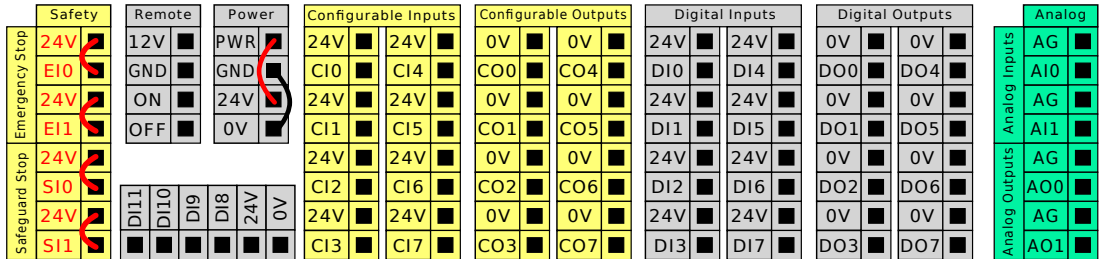 Safety
Emergency Stop
24V
EI0
24V
EI1
Safeguard Stop
24V
SI0
24V
SI1
Remote
12V
GND
ON
OFF
Power
PWR
GND
24V
0V
DI11
DI10
DI9
DI8
24V
0V
Configurable Inputs
24V 24V
CI0 CI4
24V 24V
CI1 CI5
24V 24V
CI2 CI6
24V 24V
CI3 CI7
Configurable Outputs
0V 0V
CO0 CO4
0V 0V
CO1 CO5
0V 0V
CO2 CO6
0V 0V
CO3 CO7
Digital Inputs
24V 24V
DI0 DI4
24V 24V
DI1 DI5
24V 24V
DI2 DI6
24V 24V
DI3 DI7
Digital Outputs
0V 0V
DO0 DO4
0V 0V
DO1 DO5
0V 0V
DO2 DO6
0V 0V
DO3 DO7
Analog
Analog Inputs
AG
AI0
AG
AI1
Analog Outputs
AG
AO0
AG
AO1